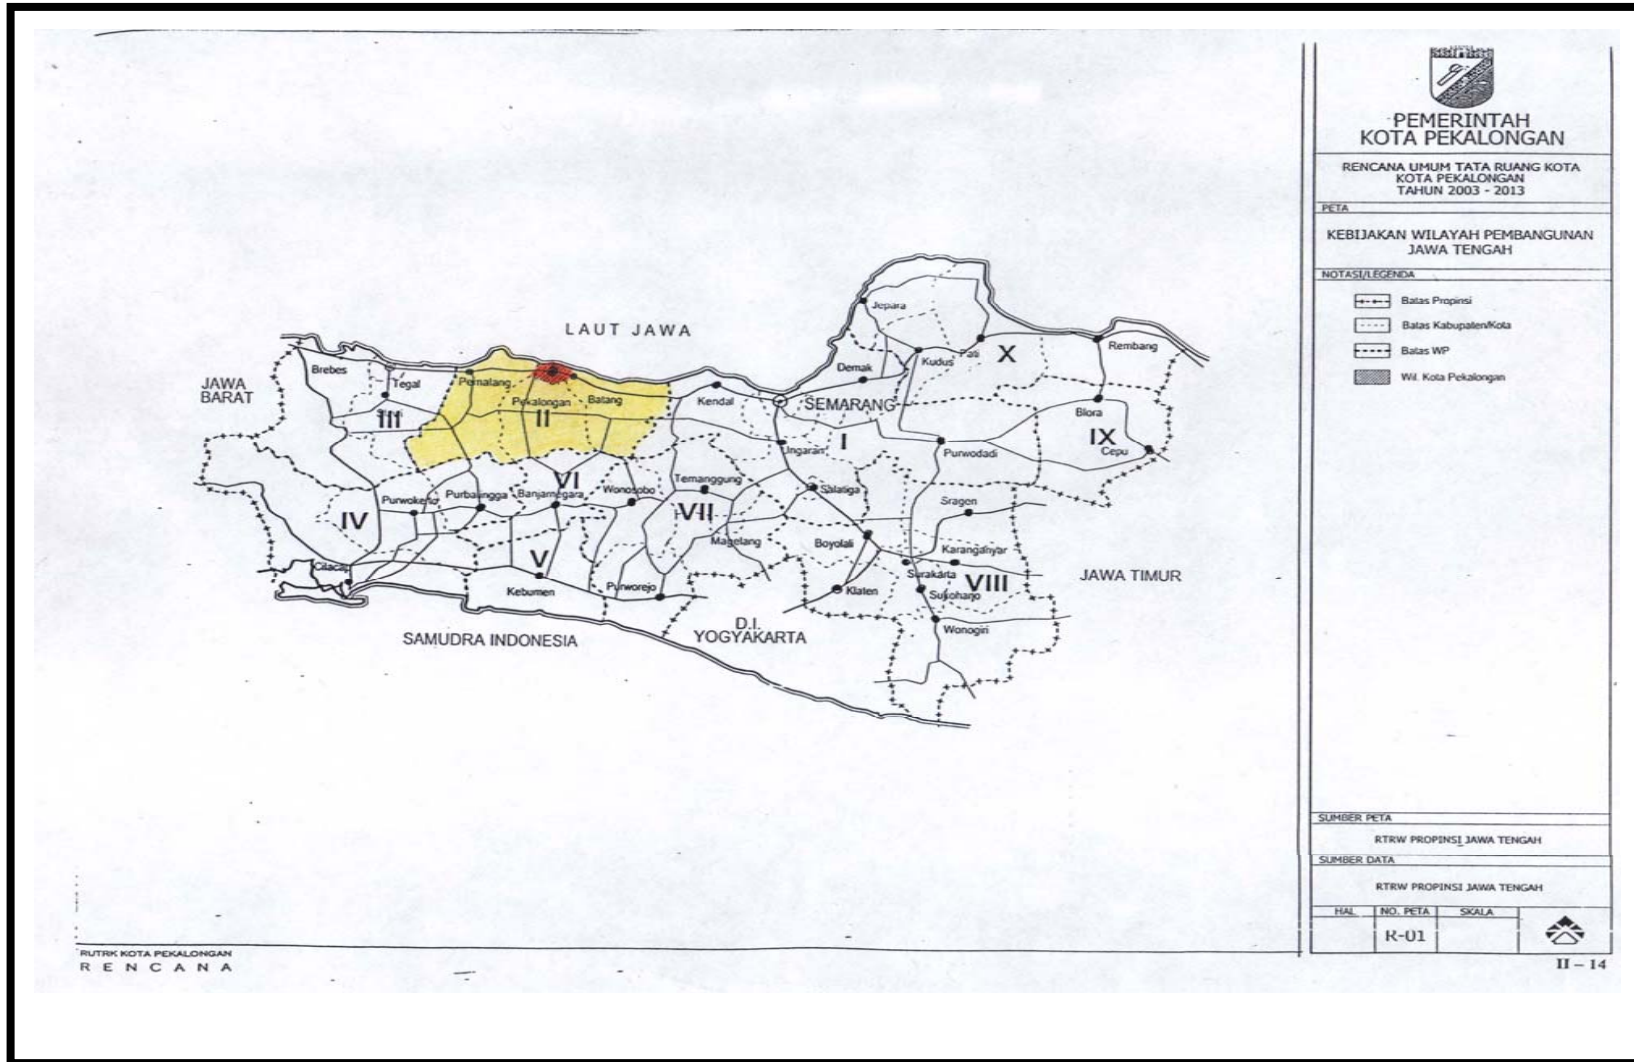 PEMERINTAH
KOTA PEKALONGAN
RENCANA UMUM TATA RUANG KOTA
KOTA PEKALONGAN
TAHUN 2003 - 2013
PETA
KEBIJAKAN WILAYAH PEMBANGUNAN
JAWA TENGAH
NOTASI/LEGENDA
Batas Propinsi
Batas Kabupaten/Kota
Batas WP
Wil. Kota Pekalongan
LAUT JAWA
Jepara
Kudus
Pati
X
Rembang
Demak
JAWA
BARAT
Brebes
Tegal
Pemalang
Pekalongan
Batang
Kendal
SEMARANG
Blora
III
II
I
IX
Cepu
Ungaran
Purwodadi
VI
Temanggung
Salatiga
Sragen
Purwokerto
Purbalingga
Banjarnegara
Wonosobo
IV
VII
Magelang
Boyolali
Karanganyar
V
Cilacap
Kebumen
Purworejo
Klaten
Surakarta
VIII
Sukoharjo
JAWA TIMUR
D.I.
YOGYAKARTA
Wonogiri
SAMUDRA INDONESIA
SUMBER PETA
RTRW PROPINSI JAWA TENGAH
SUMBER DATA
RTRW PROPINSI JAWA TENGAH
HAL
NO. PETA
SKALA
R-01
RUTRK KOTA PEKALONGAN
RENCANA
II – 14